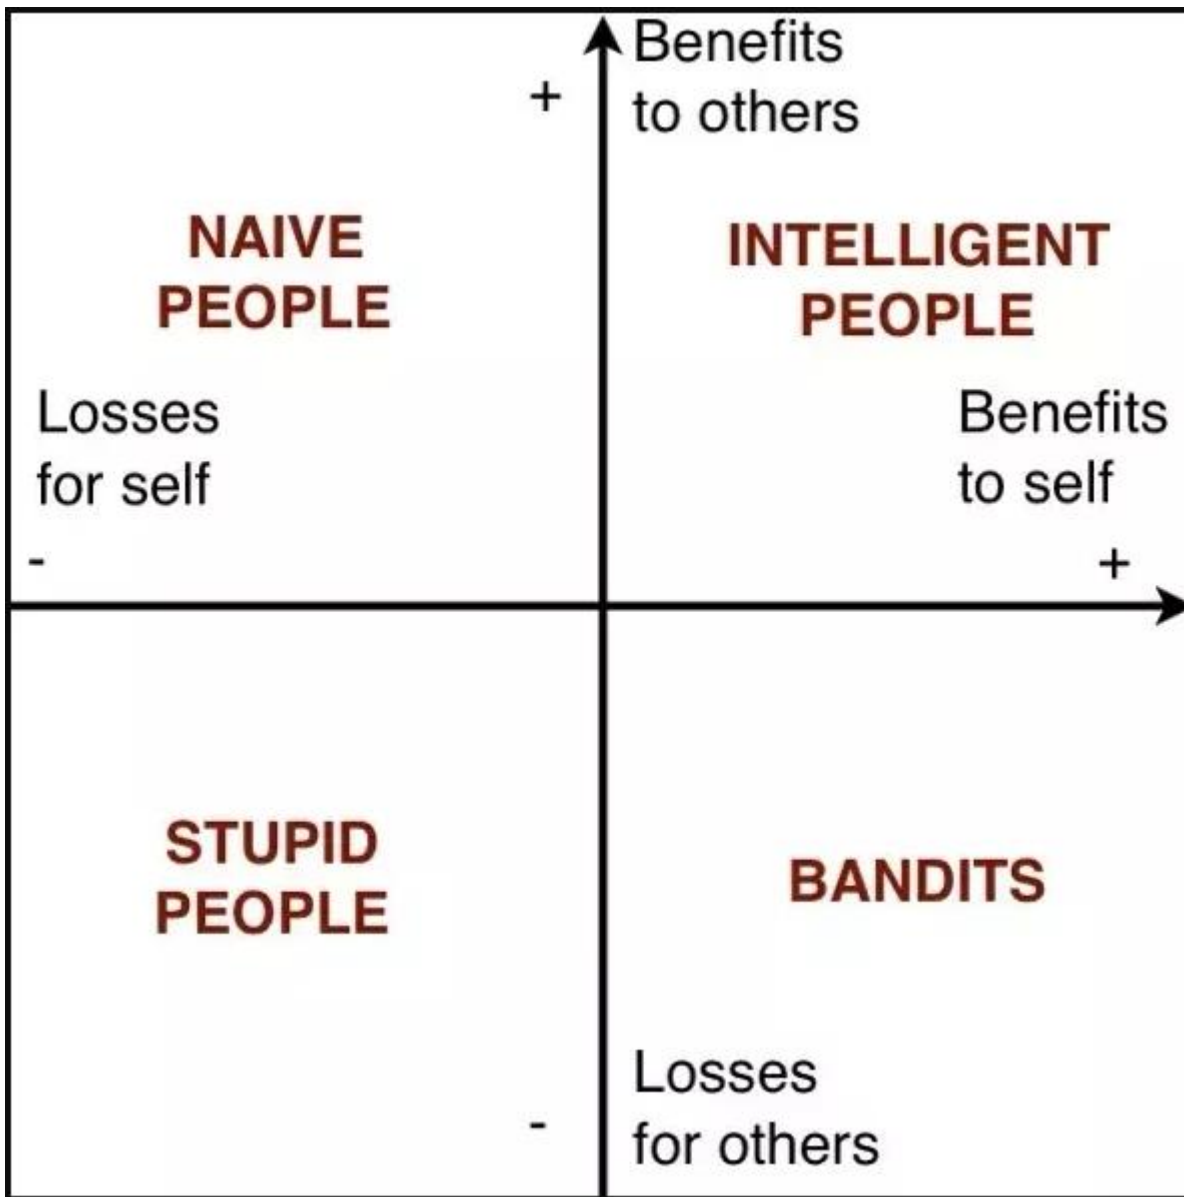 Benefits
to others
+
NAIVE
PEOPLE
INTELLIGENT
PEOPLE
Losses
for self
-
Benefits
to self
+
STUPID
PEOPLE
BANDITS
Losses
for others
-